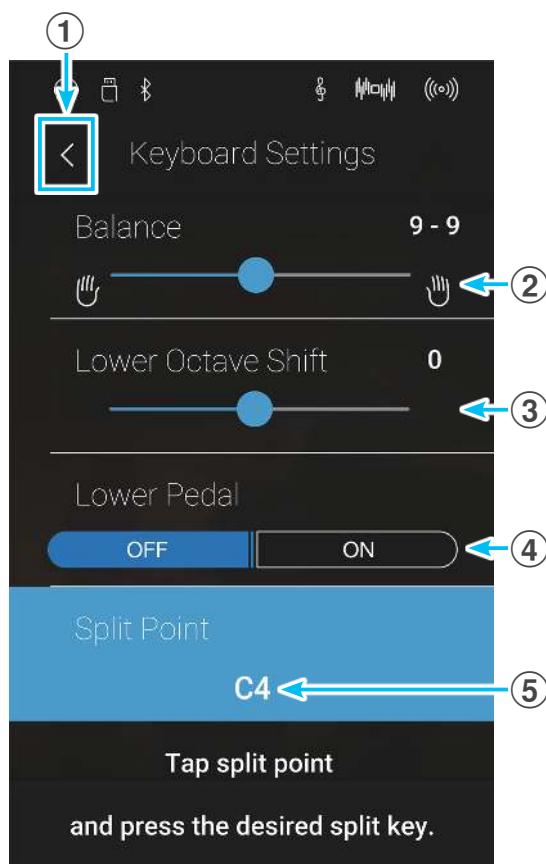 ①
Keyboard Settings
Balance 9 - 9
②
Lower Octave Shift 0
③
Lower Pedal
OFF ON
④
Split Point
C4
⑤
Tap split point
and press the desired split key.